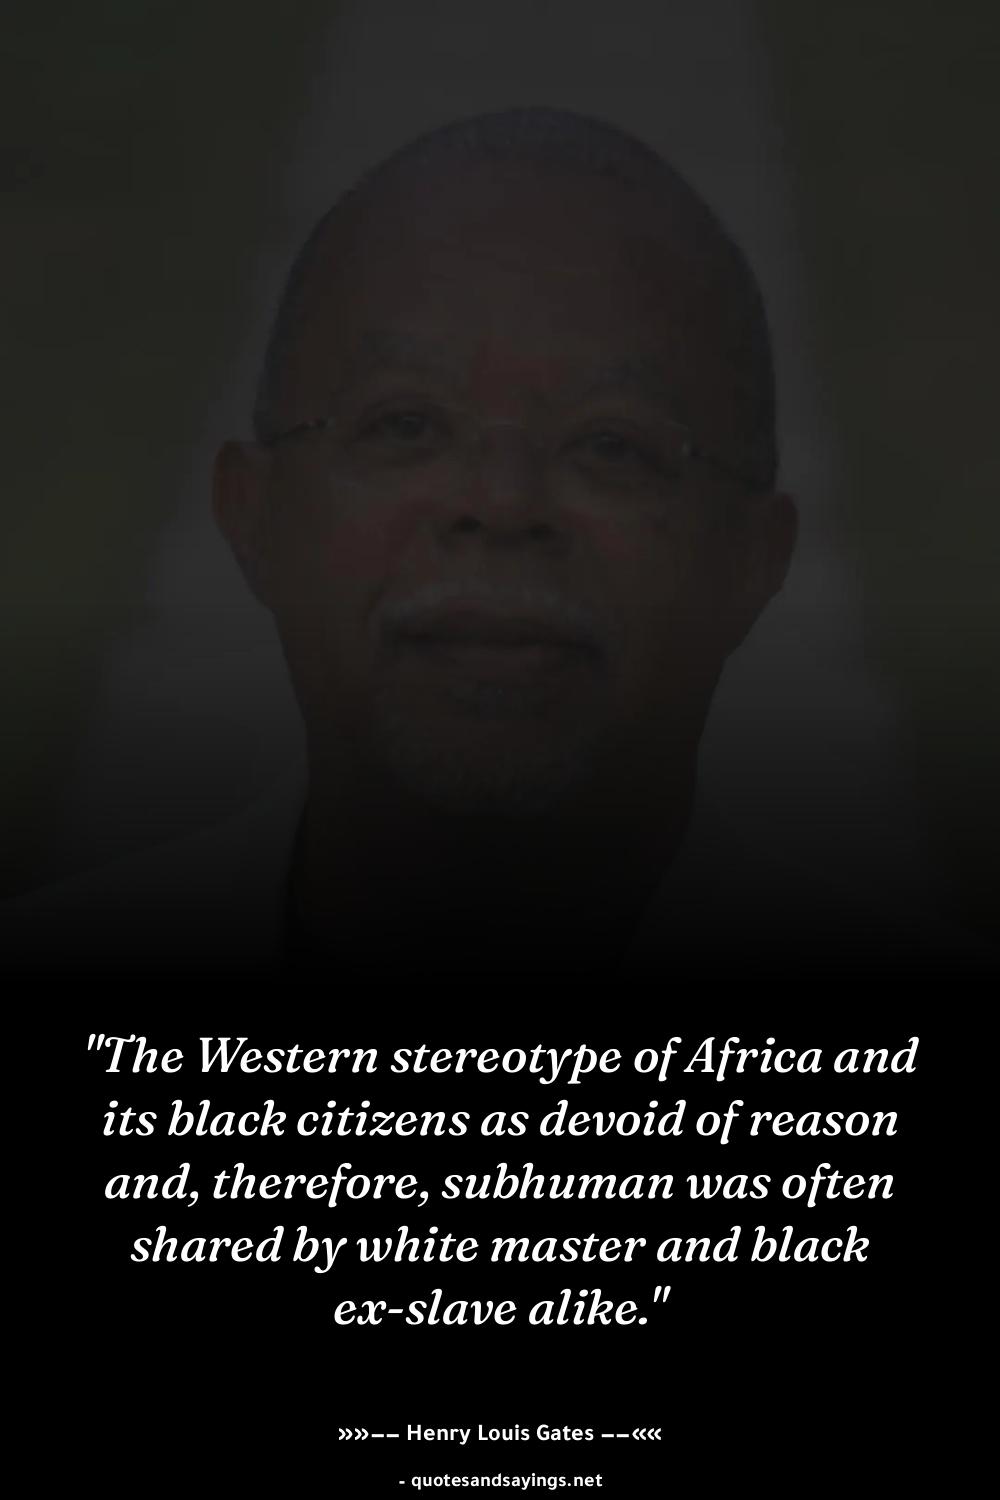 "The Western stereotype of Africa and
its black citizens as devoid of reason
and, therefore, subhuman was often
shared by white master and black
ex-slave alike."
»»–– Henry Louis Gates ––««
- quotesandsayings.net